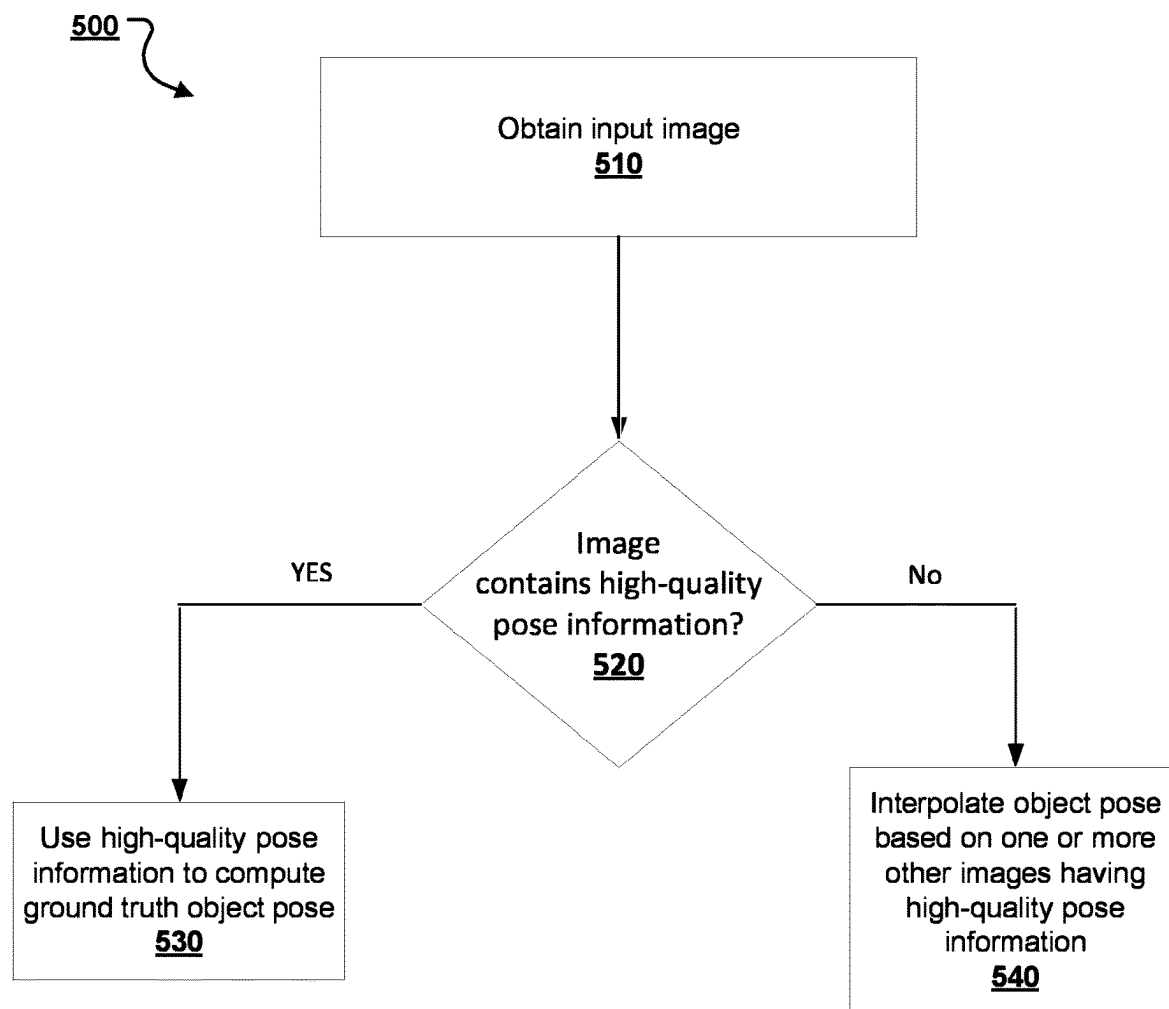 500
Obtain input image
510
Image
contains high-quality
pose information?
520
YES
No
Use high-quality pose
information to compute
ground truth object pose
530
Interpolate object pose
based on one or more
other images having
high-quality pose
information
540